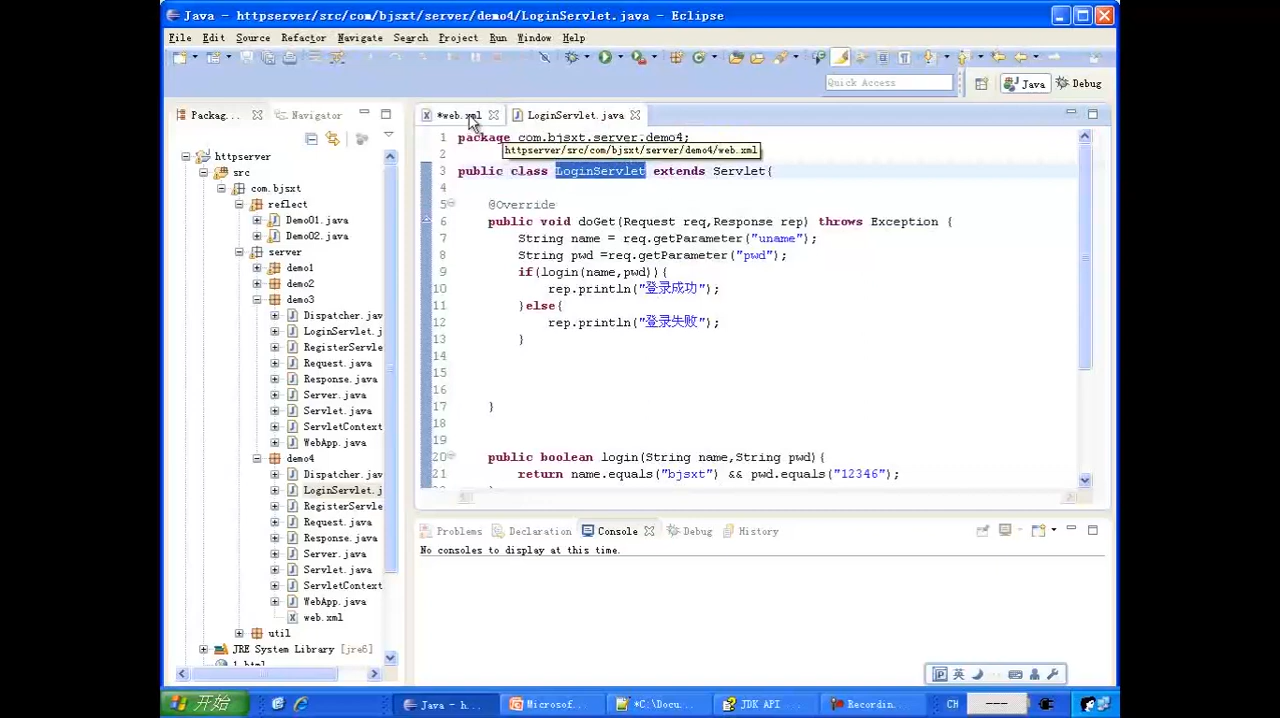 Java - httpserver/src/com/bjsxt/server/demo4/LoginServlet.java - Eclipse
File Edit Source Refactor Navigate Search Project Run Window Help
Quick Access
Java
Debug
Packag...
Navigator
*web.xml
LoginServlet.java
httpserver/src/com/bjsxt/server/demo4/web.xml
httpserver
src
com.bjsxt
reflect
Demo01.java
Demo02.java
server
demo1
demo2
demo3
Dispatcher.jav
LoginServlet.j
RegisterServle
Request.java
Response.java
Server.java
Servlet.java
ServletContext
WebApp.java
demo4
Dispatcher.jav
LoginServlet.j
RegisterServle
Request.java
Response.java
Server.java
Servlet.java
ServletContext
WebApp.java
web.xml
util
JRE System Library [jre6]
1.html
1 package com.bjsxt.server.demo4;
2
3 public class LoginServlet extends Servlet{
4
5 @Override
6 public void doGet(Request req,Response rep) throws Exception {
7 String name = req.getParameter("uname");
8 String pwd =req.getParameter("pwd");
9 if(login(name,pwd)){
10 rep.println("登录成功");
11 }else{
12 rep.println("登录失败");
13 }
14
15
16
17 }
18
19
20 public boolean login(String name,String pwd){
21 return name.equals("bjsxt") && pwd.equals("12346");
Problems
Declaration
Console
Debug
History
No consoles to display at this time.
英
开始
Java - h...
Microsof...
*C:\Docu...
JDK API ...
Recordin...
CH